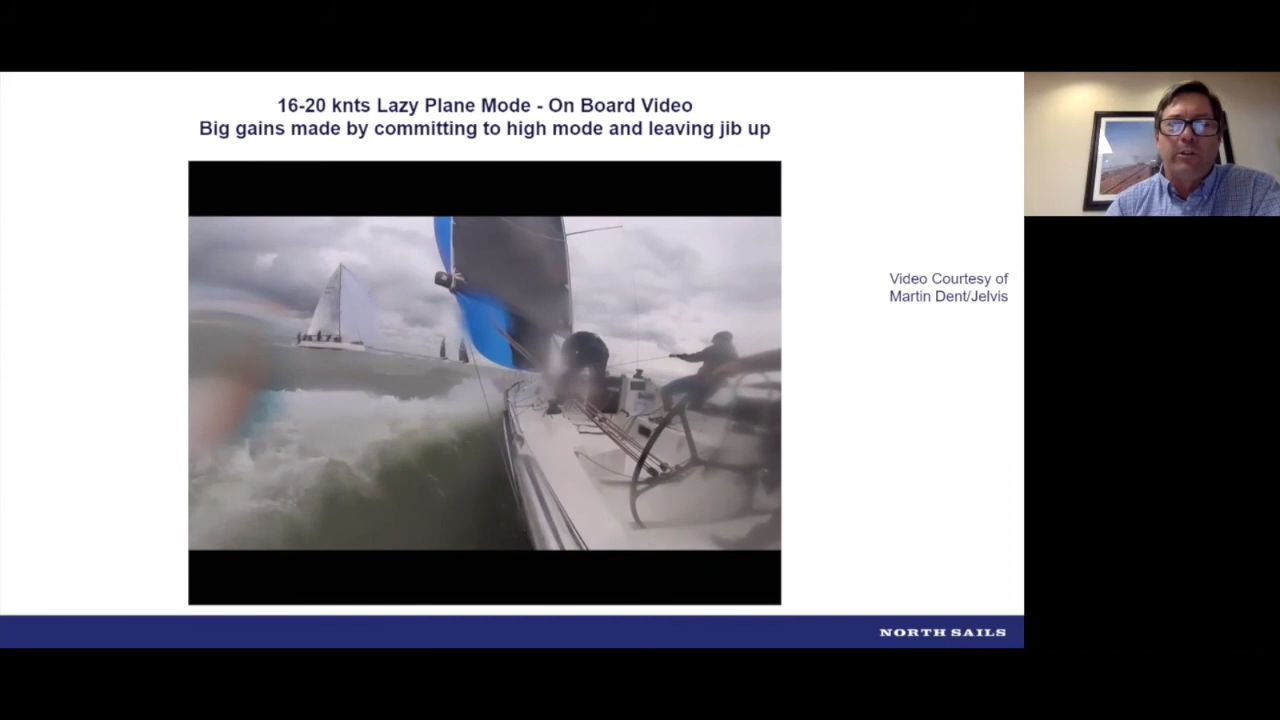 16-20 knts Lazy Plane Mode - On Board Video
Big gains made by committing to high mode and leaving jib up
Video Courtesy of
Martin Dent/Jelvis
NORTH SAILS